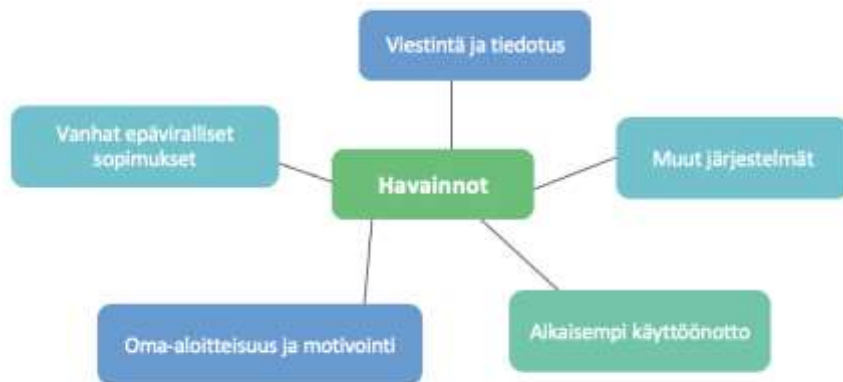 Viestintä ja tiedotus
Vanhat epäviralliset
sopimukset
Muut järjestelmät
Havainnot
Oma-aloitteisuus ja motivointi
Aikaisempi käyttöönotto